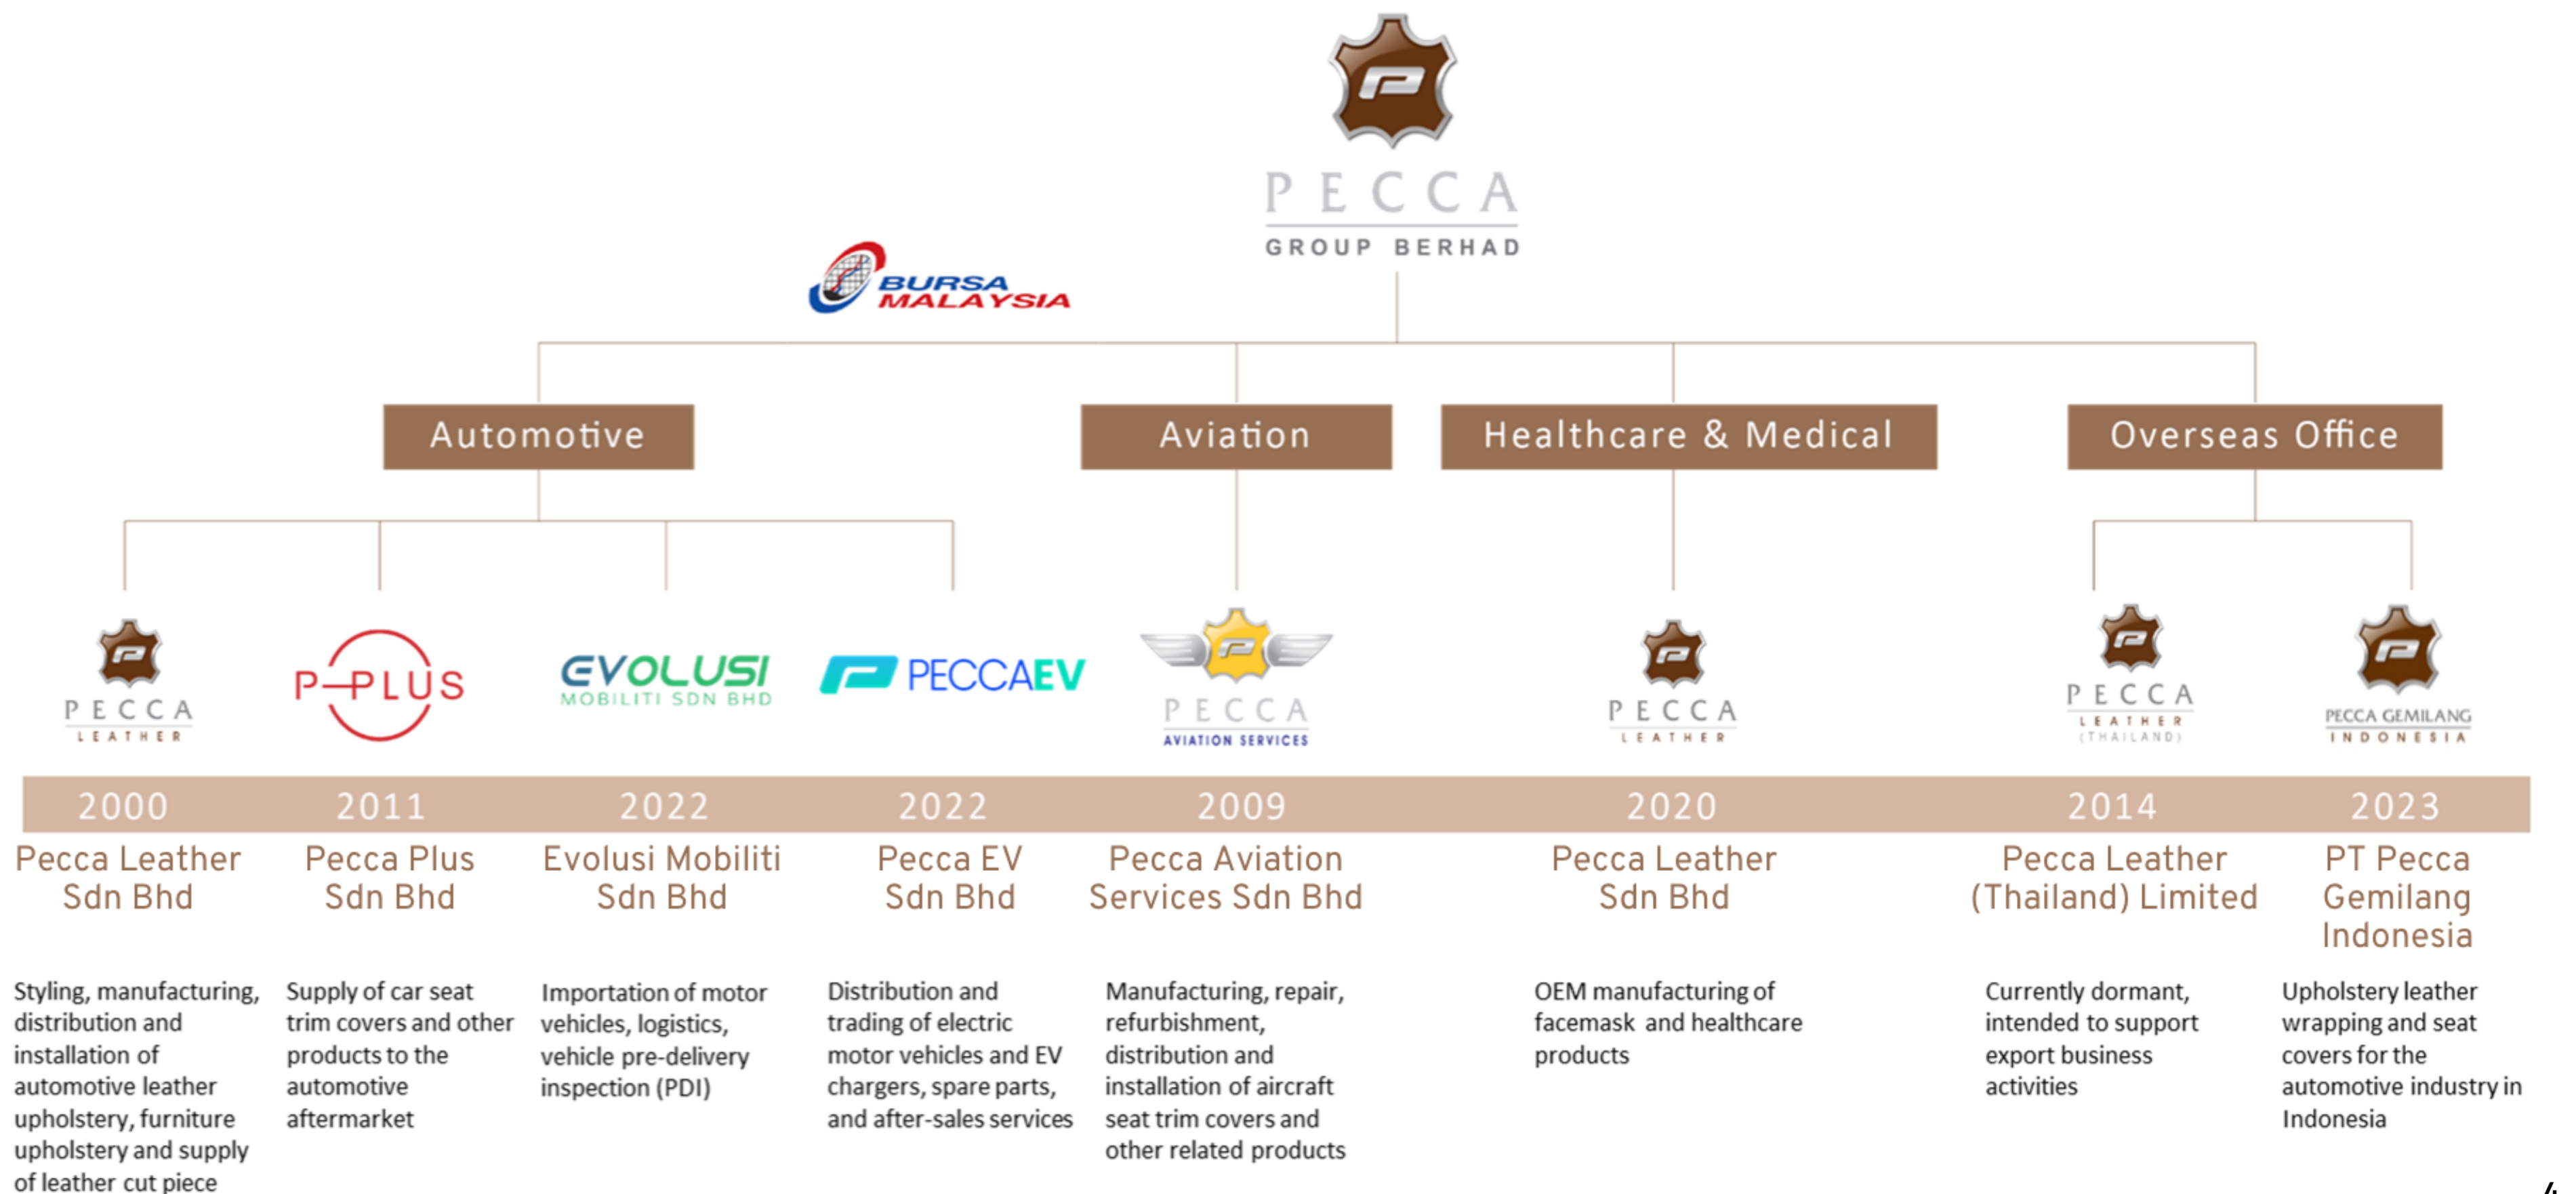 PECCA
GROUP BERHAD
BURSA
MALAYSIA
Automotive
Aviation
Healthcare & Medical
Overseas Office
PECCA
LEATHER
P-PLUS
EVOLUSI
MOBILITI SDN BHD
PECCAEV
PECCA
AVIATION SERVICES
PECCA
LEATHER
PECCA
LEATHER
(THAILAND)
PECCA GEMILANG
INDONESIA
2000
2011
2022
2022
2009
2020
2014
2023
Pecca Leather
Sdn Bhd
Pecca Plus
Sdn Bhd
Evolusi Mobiliti
Sdn Bhd
Pecca EV
Sdn Bhd
Pecca Aviation
Services Sdn Bhd
Pecca Leather
Sdn Bhd
Pecca Leather
(Thailand) Limited
PT Pecca
Gemilang
Indonesia
Styling, manufacturing,
distribution and
installation of
automotive leather
upholstery, furniture
upholstery and supply
of leather cut piece
Supply of car seat
trim covers and other
products to the
automotive
aftermarket
Importation of motor
vehicles, logistics,
vehicle pre-delivery
inspection (PDI)
Distribution and
trading of electric
motor vehicles and EV
chargers, spare parts,
and after-sales services
Manufacturing, repair,
refurbishment,
distribution and
installation of aircraft
seat trim covers and
other related products
OEM manufacturing of
facemask and healthcare
products
Currently dormant,
intended to support
export business
activities
Upholstery leather
wrapping and seat
covers for the
automotive industry in
Indonesia